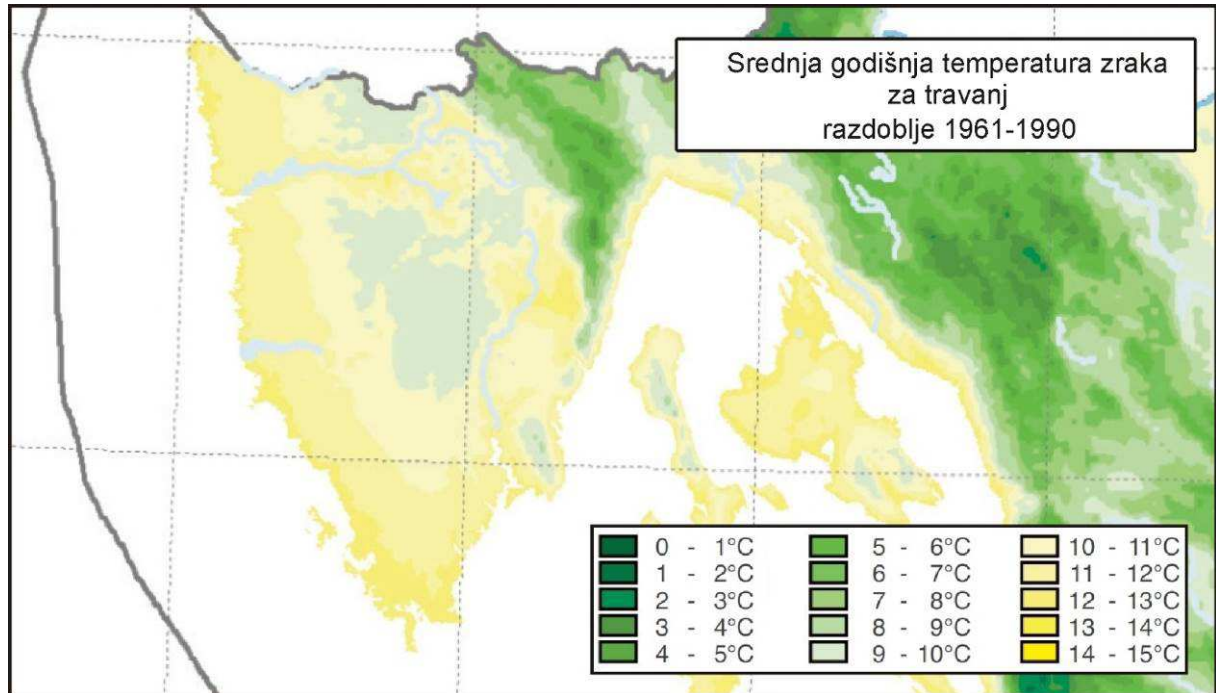 Srednja godišnja temperatura zraka
za travanj
razdoblje 1961-1990
0 - 1°C
1 - 2°C
2 - 3°C
3 - 4°C
4 - 5°C
5 - 6°C
6 - 7°C
7 - 8°C
8 - 9°C
9 - 10°C
10 - 11°C
11 - 12°C
12 - 13°C
13 - 14°C
14 - 15°C